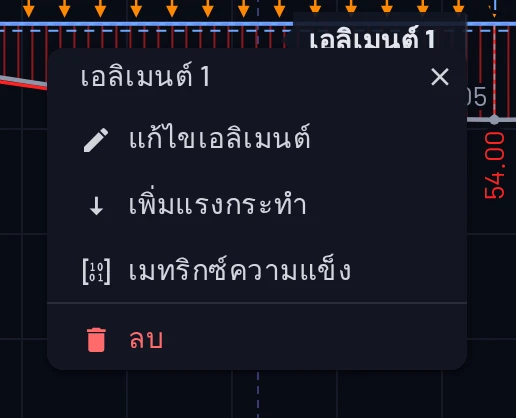 เอลิเมนต์ 1
เอลิเมนต์ 1
05
แก้ไขเอลิเมนต์
54.00
เพิ่มแรงกระทำ
เมทริกซ์ความแข็ง
ลบ